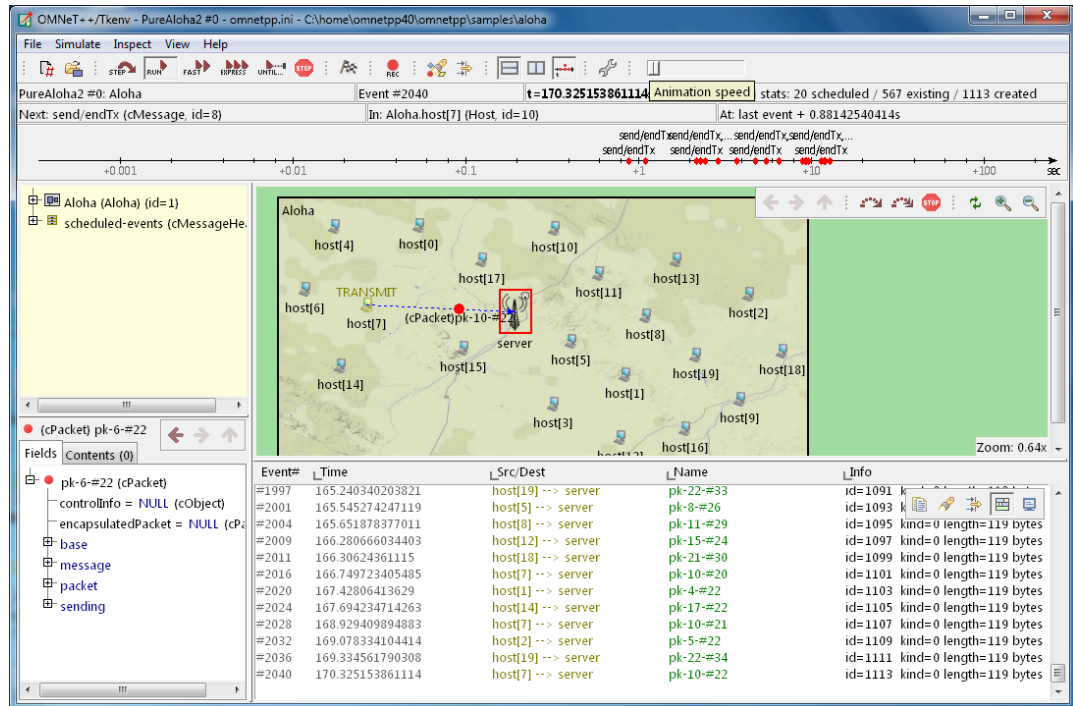 OMNeT++/Tkenv - PureAloha2 #0 - omnetpp.ini - C:\home\omnetpp40\omnetpp\samples\aloha
File Simulate Inspect View Help
STEP RUN FAST EXPRESS UNTIL... STOP REC
PureAloha2 #0: Aloha Event #2040 t=170.325153861114 Animation speed stats: 20 scheduled / 567 existing / 1113 created
Next: send/endTx (cMessage, id=8) In: Aloha.host[7] (Host, id=10) At: last event + 0.88142540414s
send/endTx send/endTx,... send/endTx,send/endTx,...
send/endTx send/endTx send/endTx send/endTx
+0.001 +0.01 +0.1 +1 +10 +100 sec
Aloha (Aloha) (id=1)
scheduled-events (cMessageHe
STOP
Aloha
host[4] host[0] host[10]
host[17] host[11] host[13]
host[6] TRANSMIT host[2]
host[7] (cPacket)pk-10-#22 host[8]
server
host[15] host[5] host[19] host[18]
host[14] host[1]
host[3] host[9]
host[12] host[16]
Zoom: 0.64x
(cPacket) pk-6-#22
Fields Contents (0)
pk-6-#22 (cPacket)
controlInfo = NULL (cObject)
encapsulatedPacket = NULL (cPa
base
message
packet
sending
Event# Time Src/Dest Name Info
#1997 165.240340203821 host[19] --> server pk-22-#33 id=1091
#2001 165.545274247119 host[5] --> server pk-8-#26 id=1093
#2004 165.651878377011 host[8] --> server pk-11-#29 id=1095 kind=0 length=119 bytes
#2009 166.280666034403 host[12] --> server pk-15-#24 id=1097 kind=0 length=119 bytes
#2011 166.30624361115 host[18] --> server pk-21-#30 id=1099 kind=0 length=119 bytes
#2016 166.749723405485 host[7] --> server pk-10-#20 id=1101 kind=0 length=119 bytes
#2020 167.42806413629 host[1] --> server pk-4-#22 id=1103 kind=0 length=119 bytes
#2024 167.694234714263 host[14] --> server pk-17-#22 id=1105 kind=0 length=119 bytes
#2028 168.929409894883 host[7] --> server pk-10-#21 id=1107 kind=0 length=119 bytes
#2032 169.078334104414 host[2] --> server pk-5-#22 id=1109 kind=0 length=119 bytes
#2036 169.334561790308 host[19] --> server pk-22-#34 id=1111 kind=0 length=119 bytes
#2040 170.325153861114 host[7] --> server pk-10-#22 id=1113 kind=0 length=119 bytes